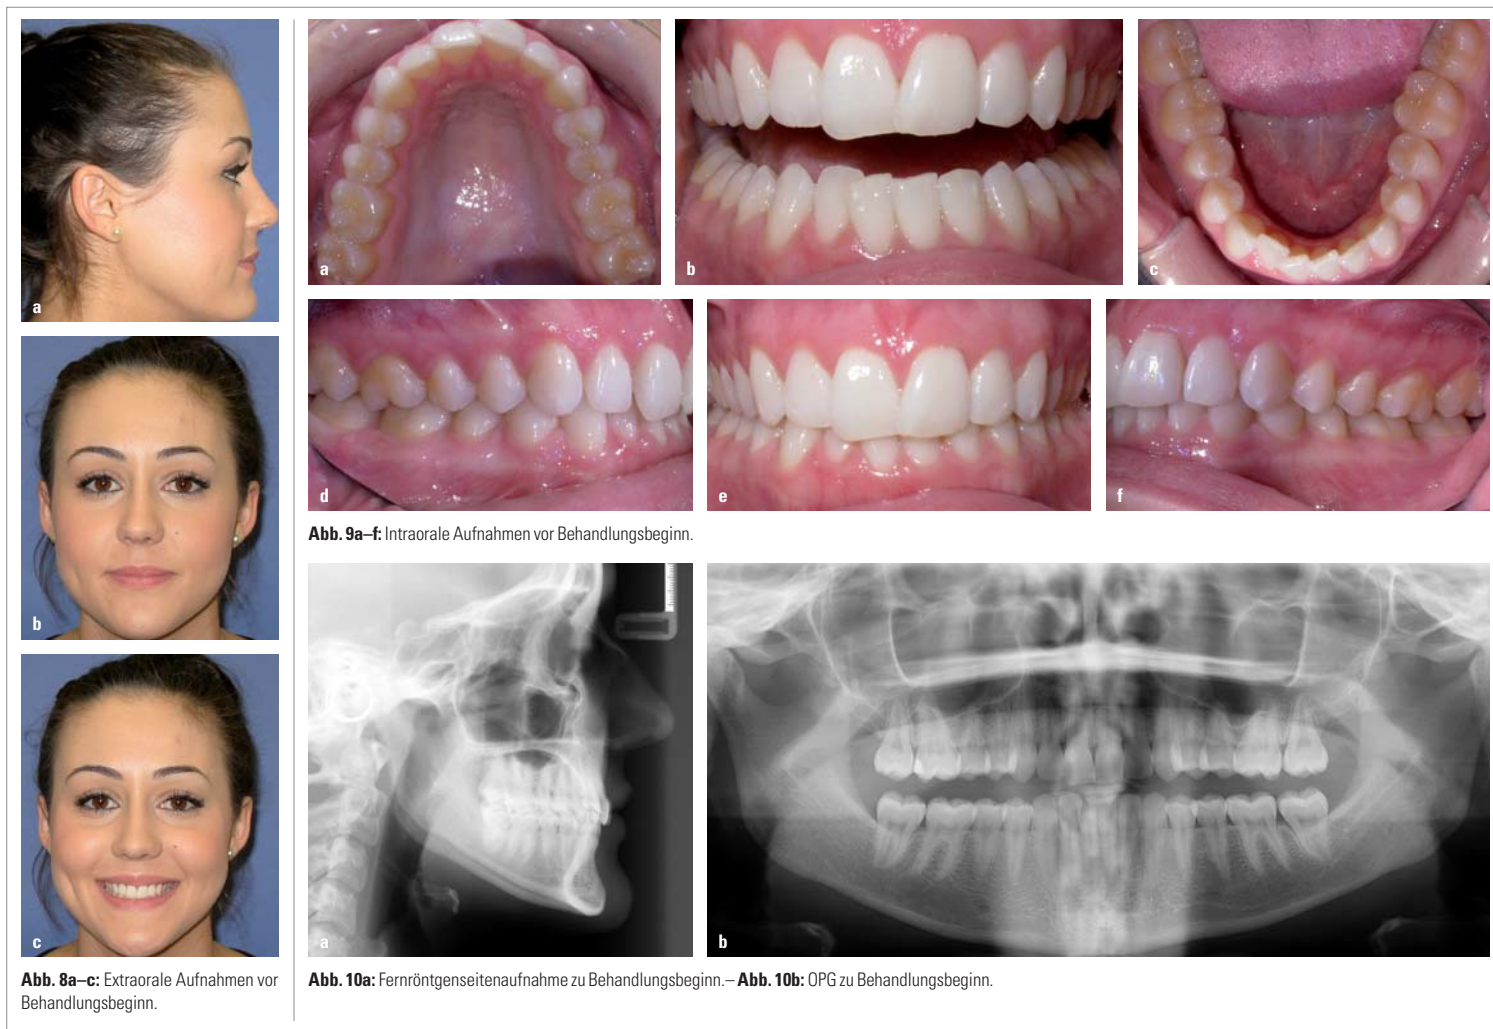 a
b
c
Abb. 8a–c: Extraorale Aufnahmen vor
Behandlungsbeginn.
a
b
c
d
e
f
Abb. 9a–f: Intraorale Aufnahmen vor Behandlungsbeginn.
a
b
Abb. 10a: Fernröntgenseitenaufnahme zu Behandlungsbeginn.– Abb. 10b: OPG zu Behandlungsbeginn.